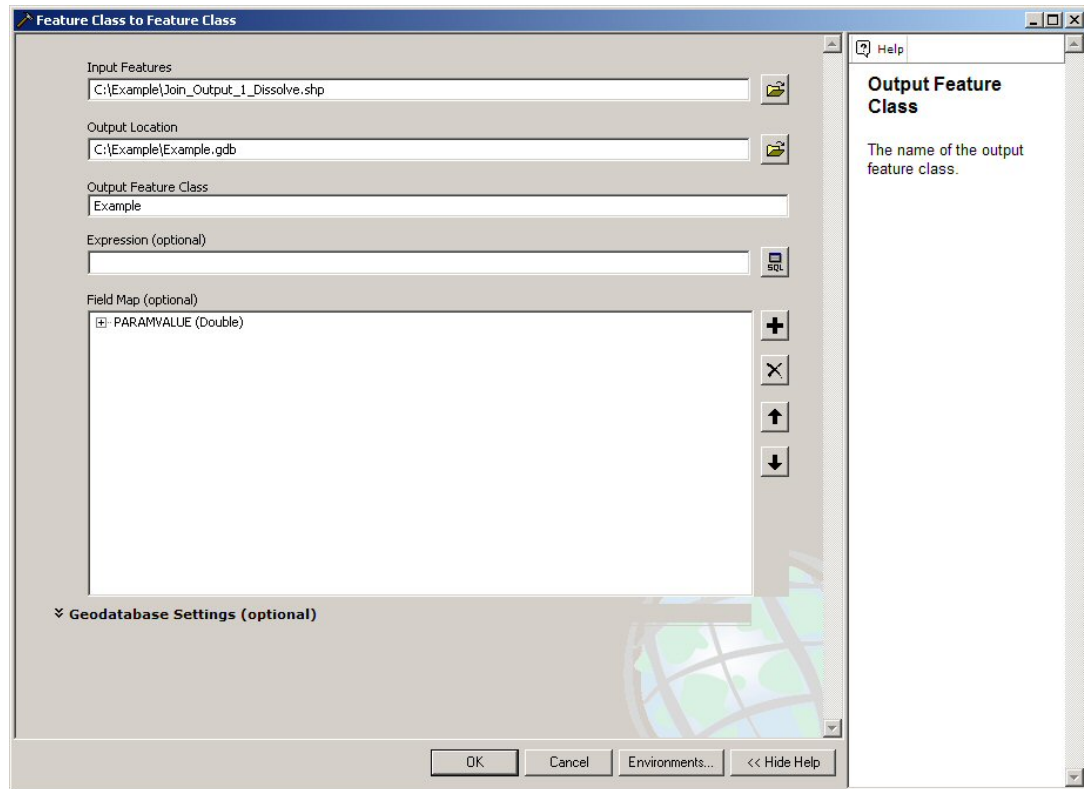 Feature Class to Feature Class
Input Features
C:\Example\Join_Output_1_Dissolve.shp
Output Location
C:\Example\Example.gdb
Output Feature Class
Example
Expression (optional)
SQL
Field Map (optional)
PARAMVALUE (Double)
Geodatabase Settings (optional)
OK
Cancel
Environments...
<< Hide Help
Help
Output Feature
Class
The name of the output
feature class.